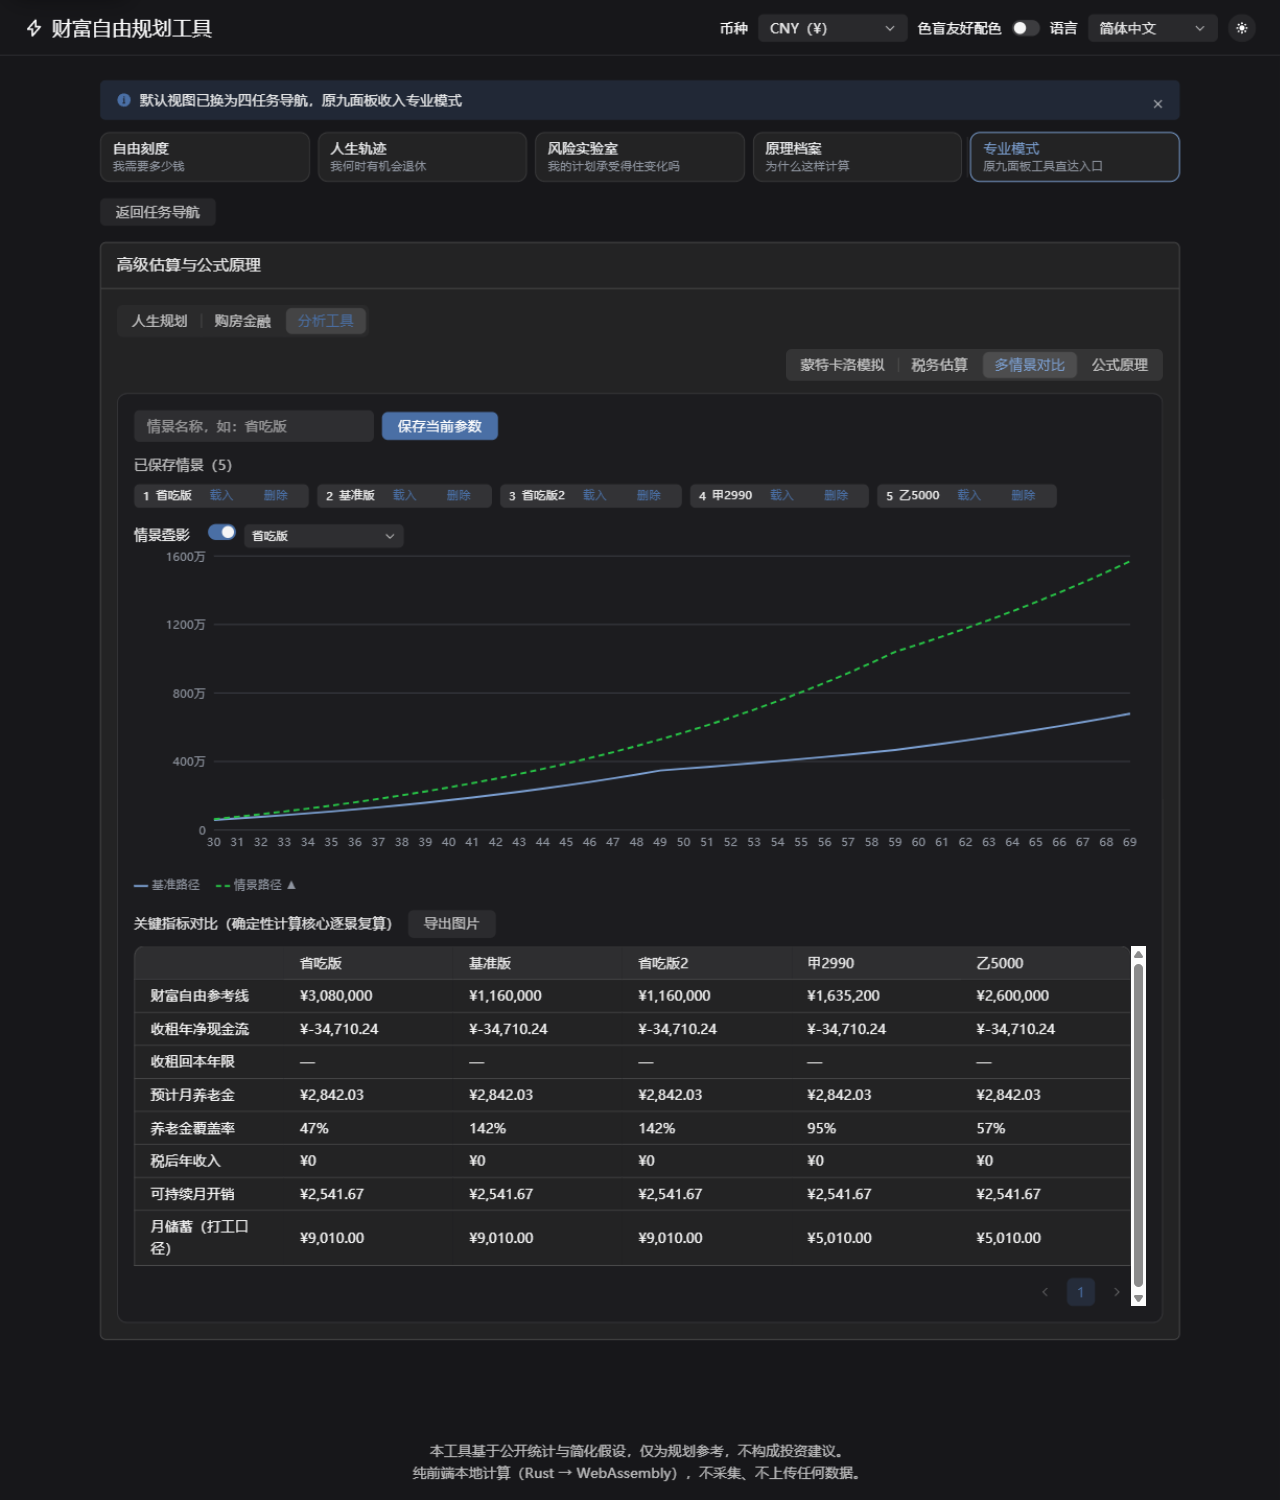 财富自由规划工具
币种 CNY (¥) 色盲友好配色 语言 简体中文
默认视图已换为四任务导航，原九面板收入专业模式
自由刻度
我需要多少钱
人生轨迹
我何时有机会退休
风险实验室
我的计划承受得住变化吗
原理档案
为什么这样计算
专业模式
原九面板工具直达入口
返回任务导航
高级估算与公式原理
人生规划 购房金融 分析工具
蒙特卡洛模拟 税务估算 多情景对比 公式原理
情景名称，如：省吃版 保存当前参数
已保存情景（5）
1 省吃版 载入 删除 2 基准版 载入 删除 3 省吃版2 载入 删除 4 甲2990 载入 删除 5 乙5000 载入 删除
情景叠影 省吃版
1600万
1200万
800万
400万
0
30 31 32 33 34 35 36 37 38 39 40 41 42 43 44 45 46 47 48 49 50 51 52 53 54 55 56 57 58 59 60 61 62 63 64 65 66 67 68 69
基准路径 情景路径 ▲
关键指标对比（确定性计算核心逐景复算） 导出图片
省吃版 基准版 省吃版2 甲2990 乙5000
财富自由参考线 ¥3,080,000 ¥1,160,000 ¥1,160,000 ¥1,635,200 ¥2,600,000
收租年净现金流 ¥-34,710.24 ¥-34,710.24 ¥-34,710.24 ¥-34,710.24 ¥-34,710.24
收租回本年限 — — — — —
预计月养老金 ¥2,842.03 ¥2,842.03 ¥2,842.03 ¥2,842.03 ¥2,842.03
养老金覆盖率 47% 142% 142% 95% 57%
税后年收入 ¥0 ¥0 ¥0 ¥0 ¥0
可持续月开销 ¥2,541.67 ¥2,541.67 ¥2,541.67 ¥2,541.67 ¥2,541.67
月储蓄（打工口径） ¥9,010.00 ¥9,010.00 ¥9,010.00 ¥5,010.00 ¥5,010.00
1
本工具基于公开统计与简化假设，仅为规划参考，不构成投资建议。
纯前端本地计算（Rust → WebAssembly），不采集、不上传任何数据。